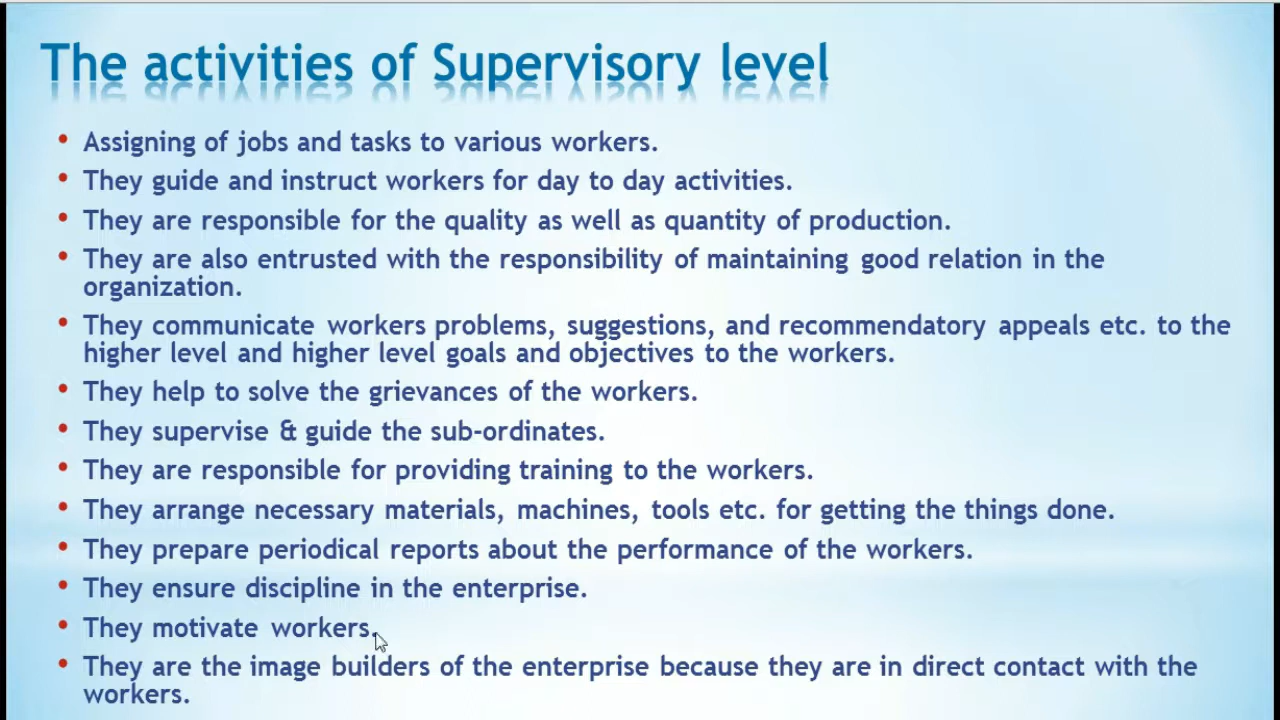 The activities of Supervisory level
• Assigning of jobs and tasks to various workers.
• They guide and instruct workers for day to day activities.
• They are responsible for the quality as well as quantity of production.
• They are also entrusted with the responsibility of maintaining good relation in the
organization.
• They communicate workers problems, suggestions, and recommendatory appeals etc. to the
higher level and higher level goals and objectives to the workers.
• They help to solve the grievances of the workers.
• They supervise & guide the sub-ordinates.
• They are responsible for providing training to the workers.
• They arrange necessary materials, machines, tools etc. for getting the things done.
• They prepare periodical reports about the performance of the workers.
• They ensure discipline in the enterprise.
• They motivate workers.
• They are the image builders of the enterprise because they are in direct contact with the
workers.